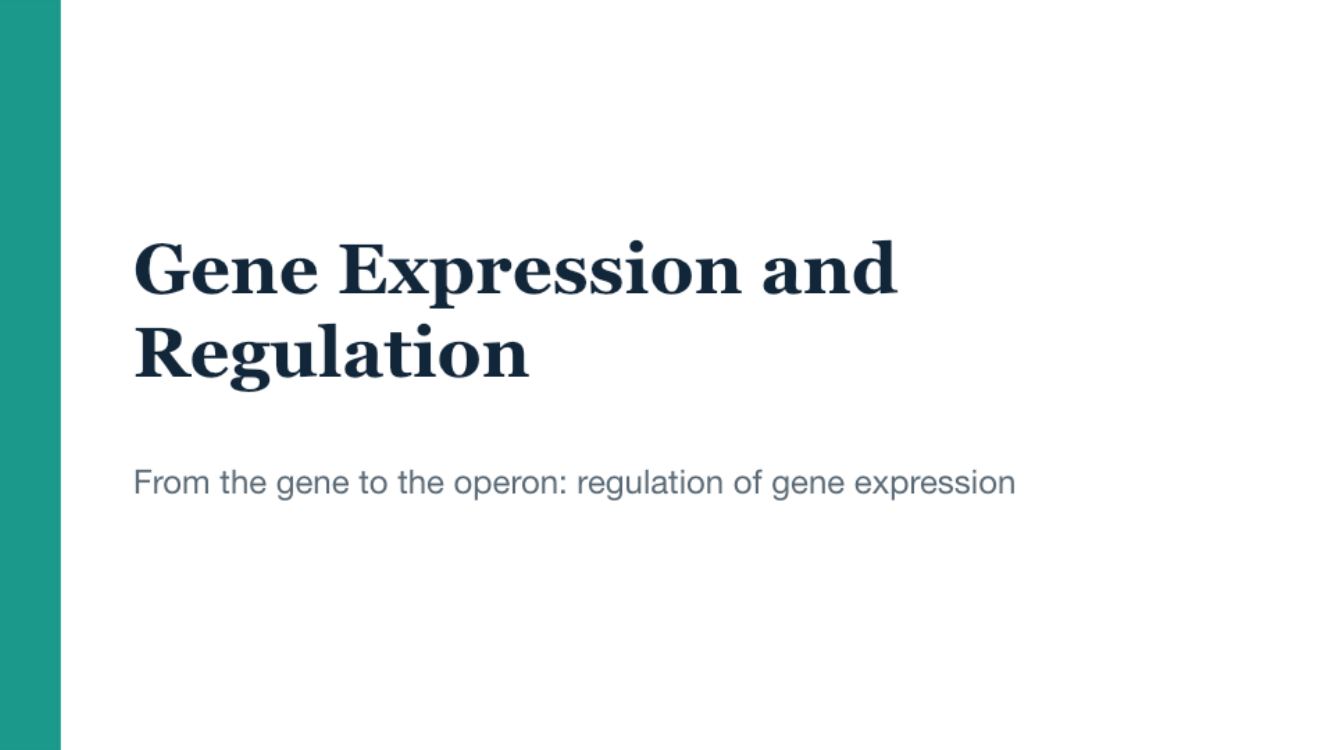 Gene Expression and
Regulation
From the gene to the operon: regulation of gene expression